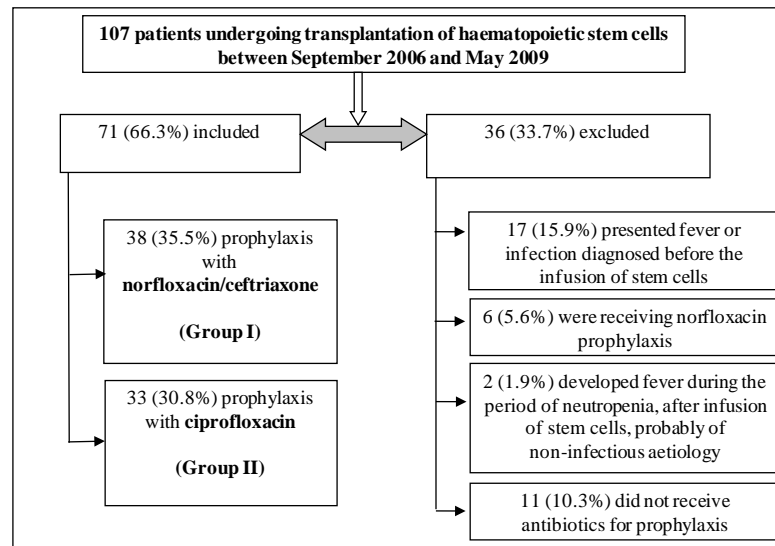 107 patients undergoing transplantation of haematopoietic stem cells
between September 2006 and May 2009
71 (66.3%) included
36 (33.7%) excluded
38 (35.5%) prophylaxis
with
norfloxacin/ceftriaxone
(Group I)
33 (30.8%) prophylaxis
with ciprofloxacin
(Group II)
17 (15.9%) presented fever or
infection diagnosed before the
infusion of stem cells
6 (5.6%) were receiving norfloxacin
prophylaxis
2 (1.9%) developed fever during the
period of neutropenia, after infusion
of stem cells, probably of
non-infectious aetiology
11 (10.3%) did not receive
antibiotics for prophylaxis